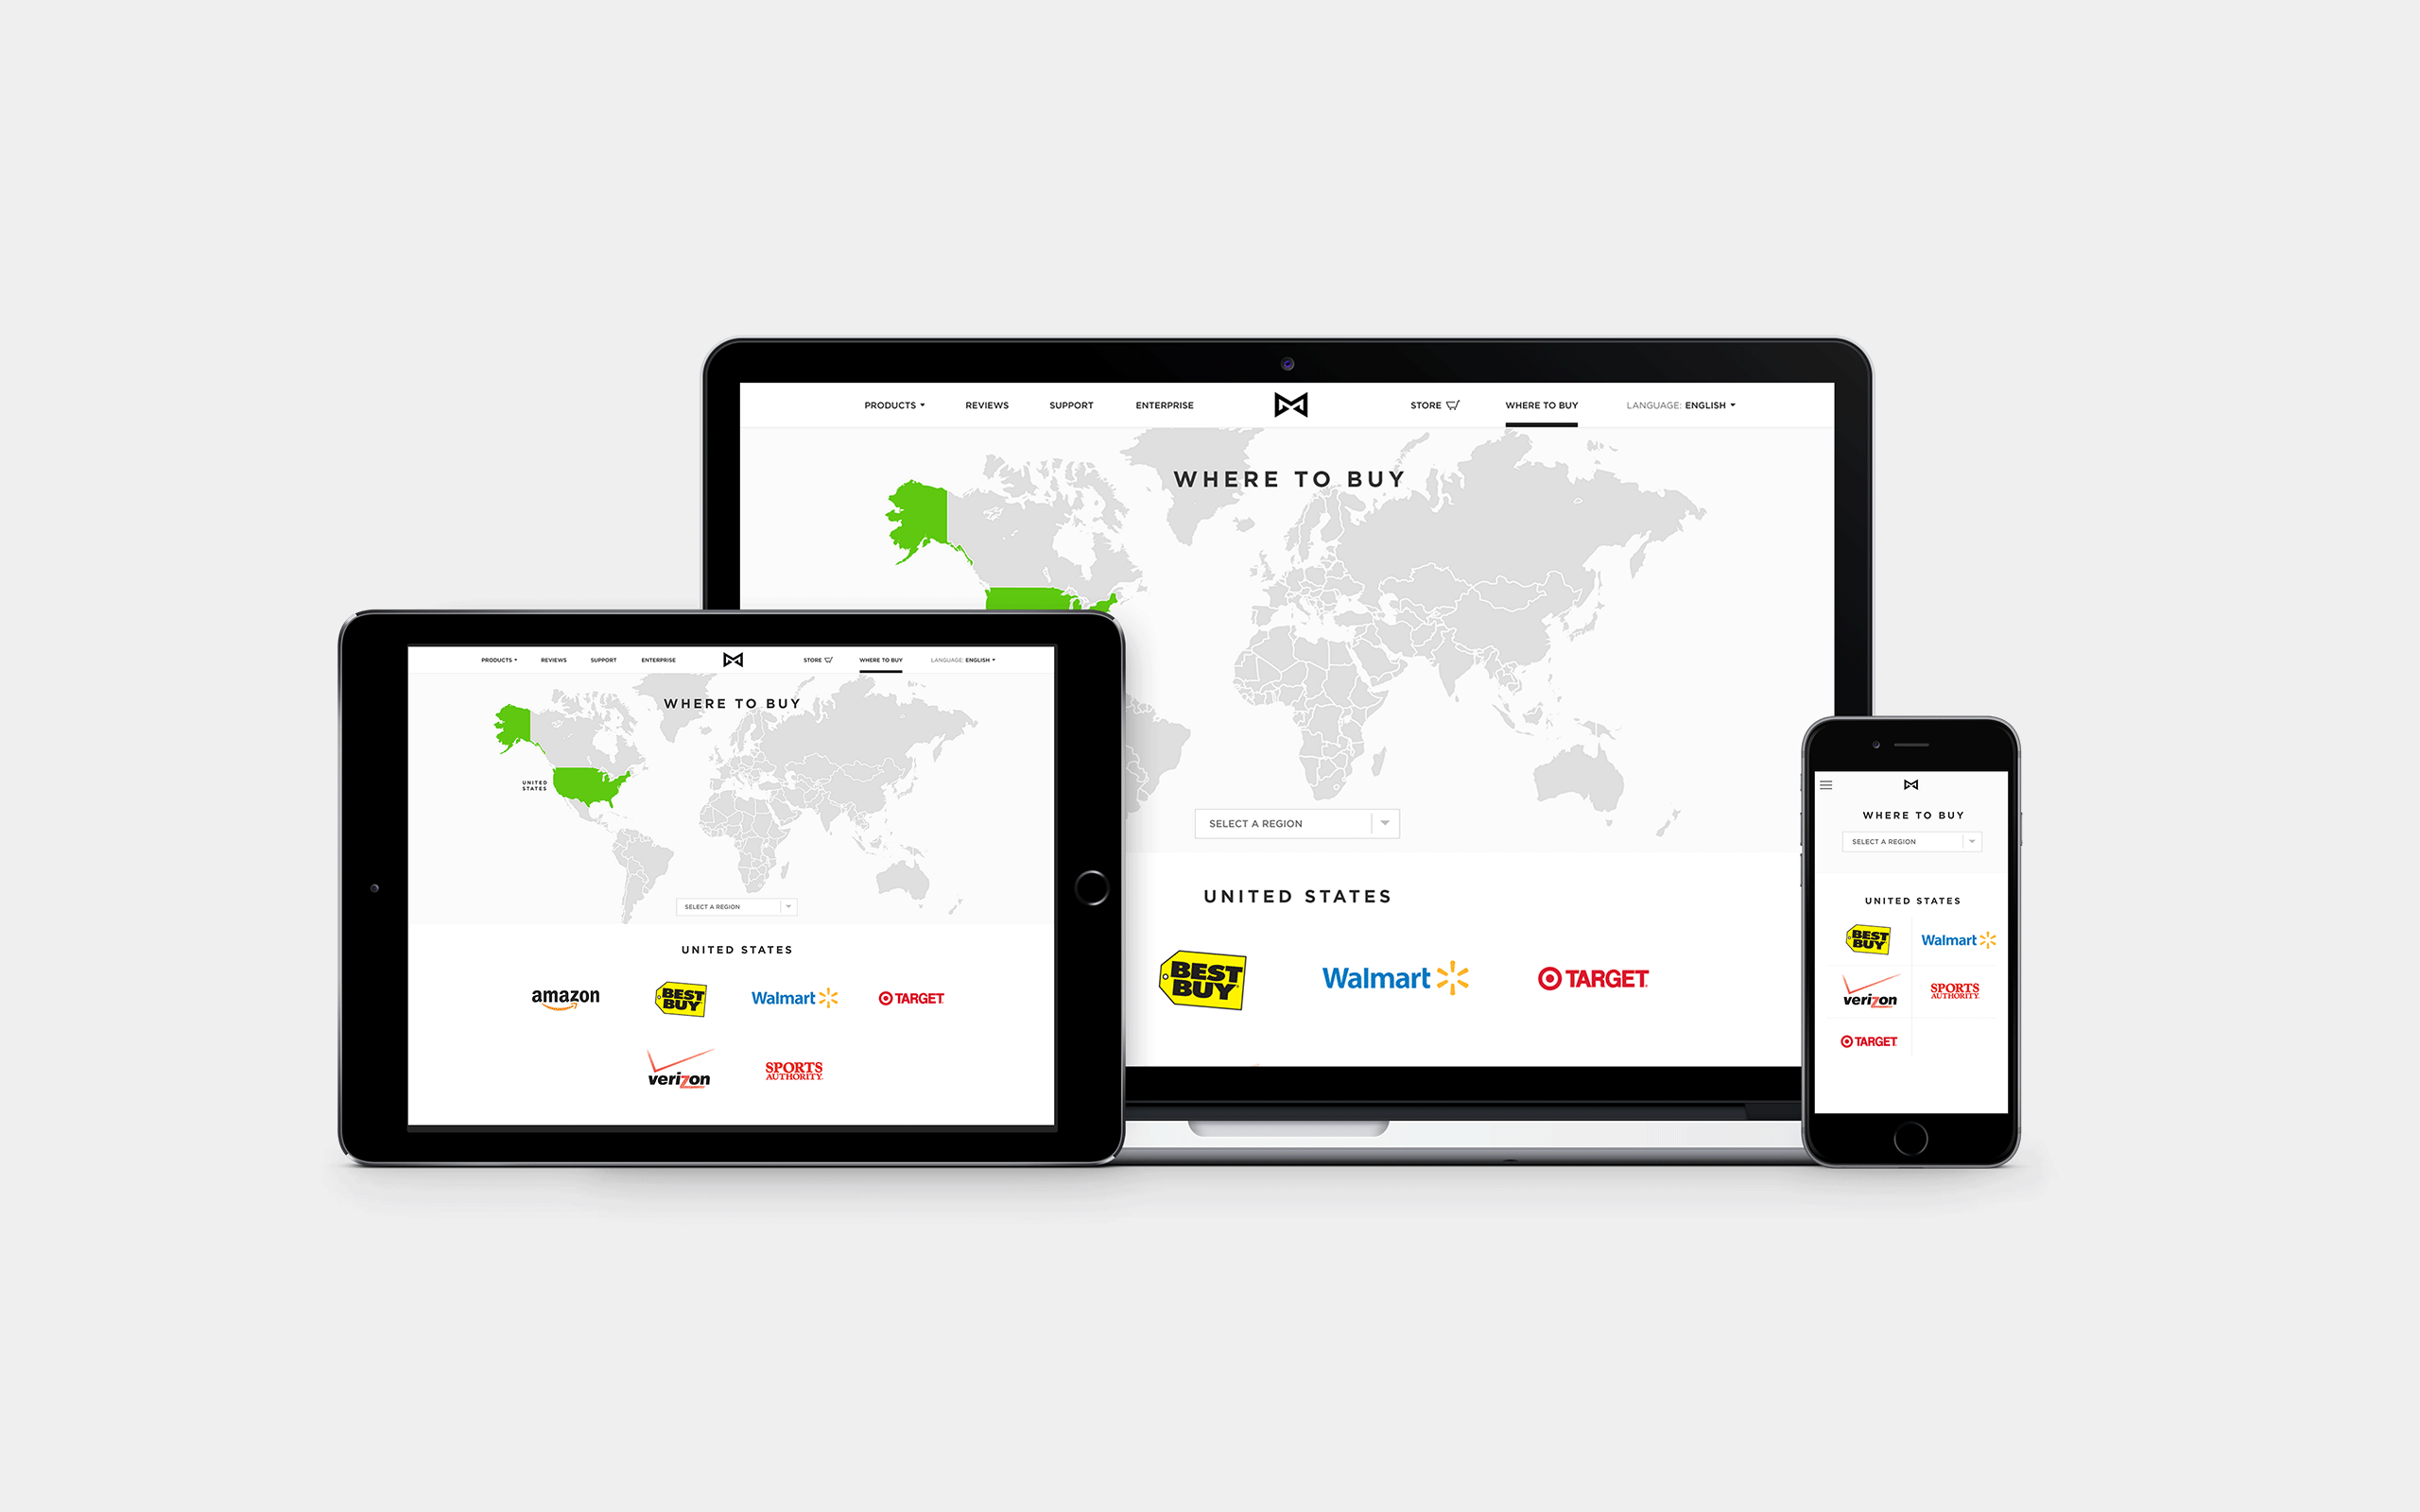 PRODUCTS REVIEWS SUPPORT ENTERPRISE STORE WHERE TO BUY LANGUAGE: ENGLISH
WHERE TO BUY
SELECT A REGION
UNITED STATES
BEST
BUY
Walmart
TARGET
PRODUCTS REVIEWS SUPPORT ENTERPRISE STORE WHERE TO BUY LANGUAGE: ENGLISH
WHERE TO BUY
UNITED
STATES
SELECT A REGION
UNITED STATES
amazon
BEST
BUY
Walmart
TARGET
verizon
SPORTS
AUTHORITY
WHERE TO BUY
SELECT A REGION
UNITED STATES
BEST
BUY
Walmart
verizon
SPORTS
AUTHORITY
TARGET